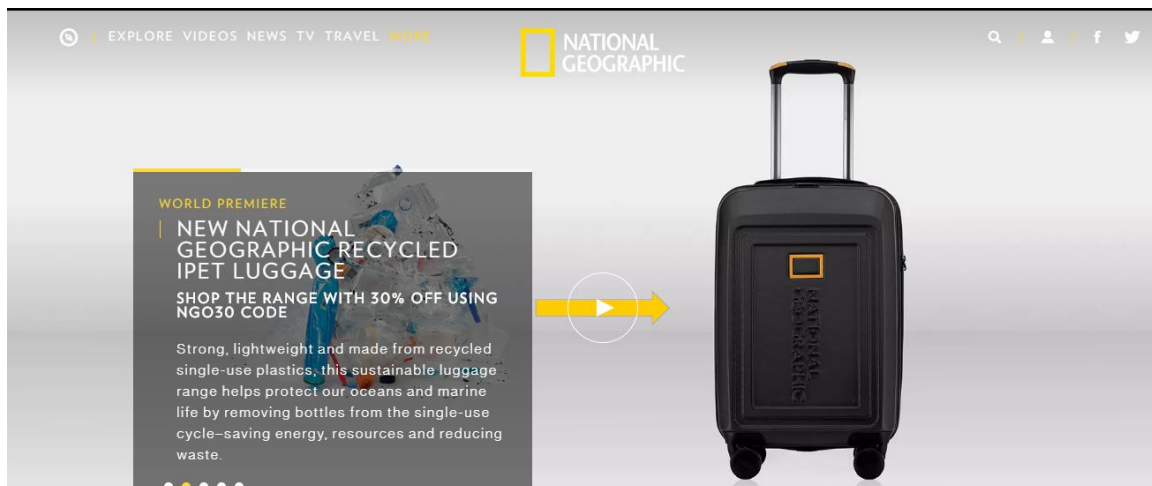 EXPLORE VIDEOS NEWS TV TRAVEL MORE
NATIONAL
GEOGRAPHIC
WORLD PREMIERE
NEW NATIONAL
GEOGRAPHIC RECYCLED
IPET LUGGAGE
SHOP THE RANGE WITH 30% OFF USING
NGO30 CODE
Strong, lightweight and made from recycled
single-use plastics, this sustainable luggage
range helps protect our oceans and marine
life by removing bottles from the single-use
cycle–saving energy, resources and reducing
waste.
NATIONAL
GEOGRAPHIC